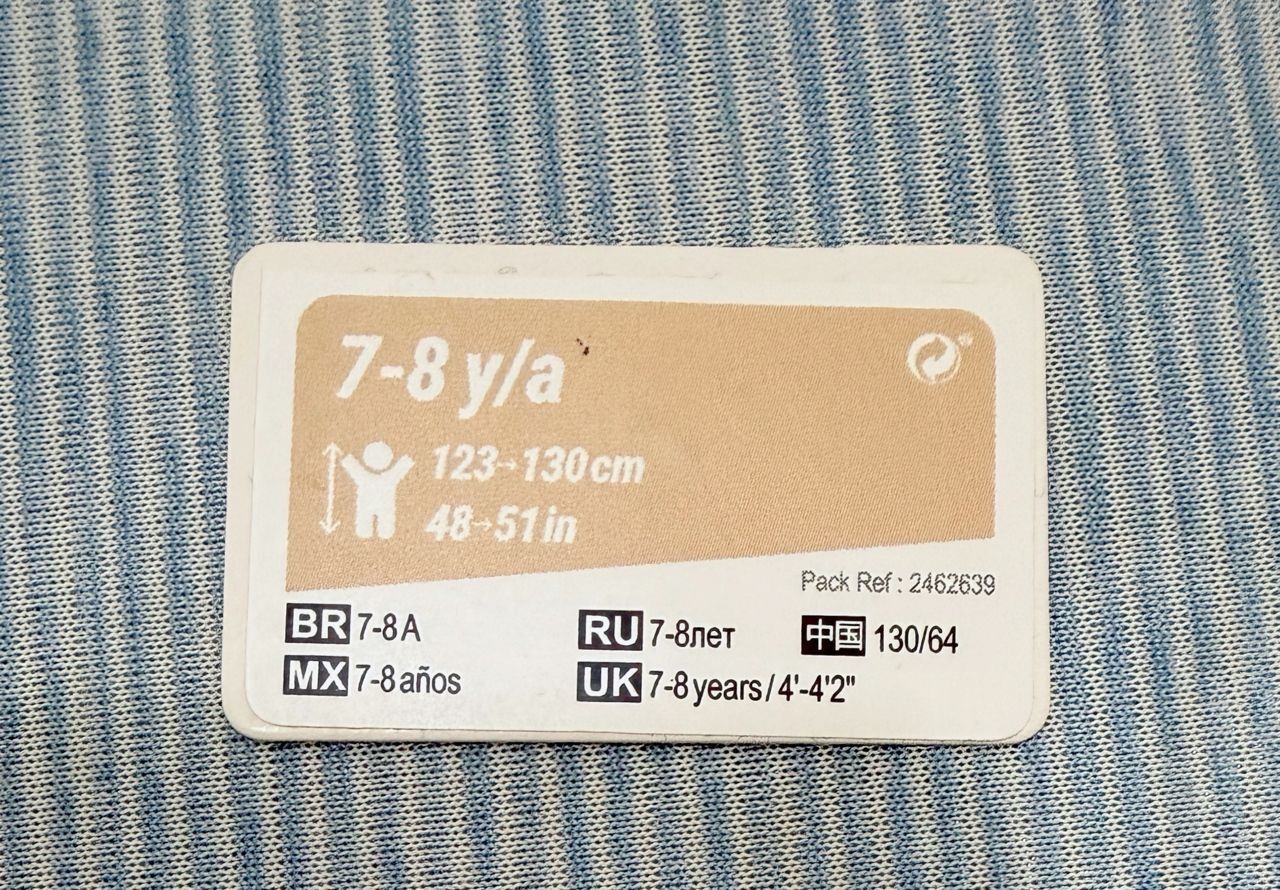 7-8 y/a
123→130cm
48→51in
Pack Ref : 2462639
BR 7-8 A
RU 7-8лет
中国 130/64
MX 7-8 años
UK 7-8 years / 4'-4'2"